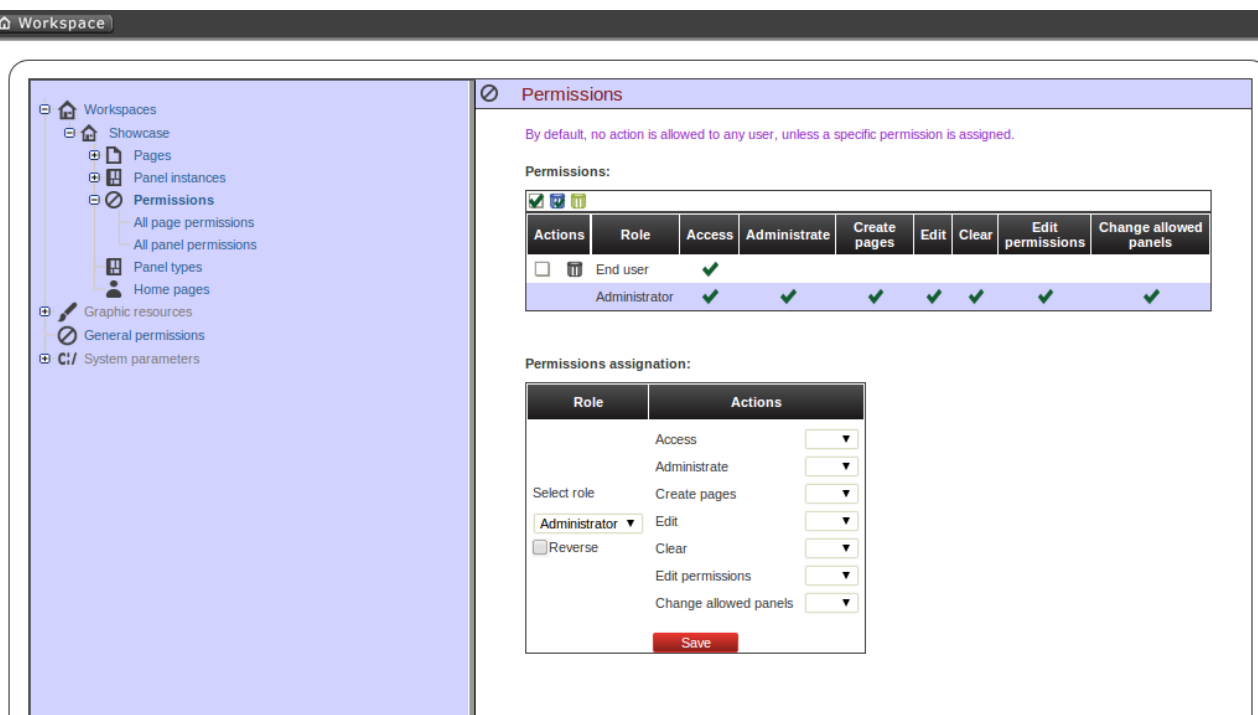 Workspace
Workspaces
Showcase
Pages
Panel instances
Permissions
All page permissions
All panel permissions
Panel types
Home pages
Graphic resources
General permissions
C:/ System parameters
Permissions
By default, no action is allowed to any user, unless a specific permission is assigned.
Permissions:
Actions Role Access Administrate Create pages Edit Clear Edit permissions Change allowed panels
End user
Administrator
Permissions assignation:
Role Actions
Select role
Administrator
Reverse
Access
Administrate
Create pages
Edit
Clear
Edit permissions
Change allowed panels
Save